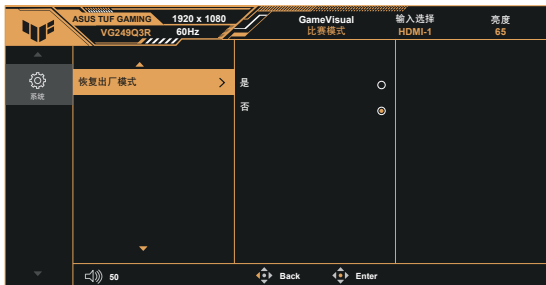 ASUS TUF GAMING 1920 x 1080 GameVisual 输入选择 亮度
VG249Q3R 60Hz 比赛模式 HDMI-1 65
系统
恢复出厂模式
是
否
50 Back Enter